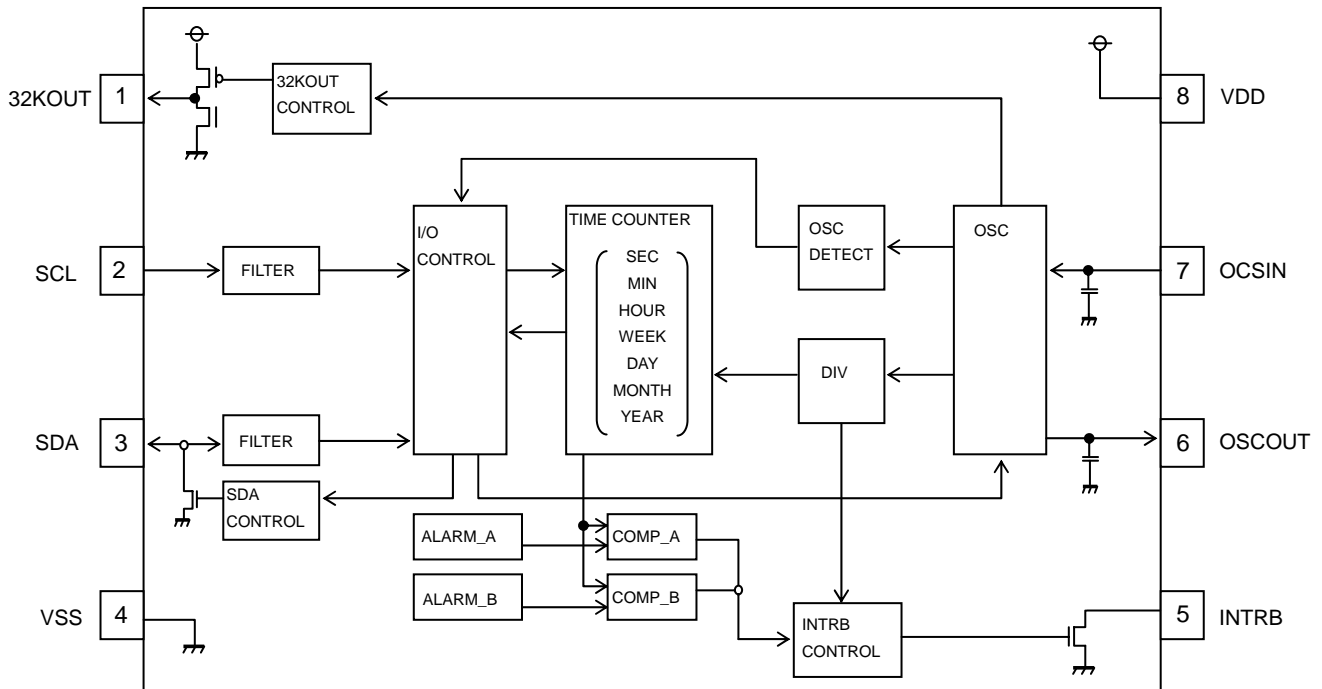 32KOUT
1
32KOUT
CONTROL
8
VDD
SCL
2
FILTER
I/O
CONTROL
TIME COUNTER
SEC
MIN
HOUR
WEEK
DAY
MONTH
YEAR
OSC
DETECT
OSC
7
OCSIN
DIV
SDA
3
FILTER
6
OSCOUT
SDA
CONTROL
ALARM_A
COMP_A
ALARM_B
COMP_B
VSS
4
INTRB
CONTROL
5
INTRB